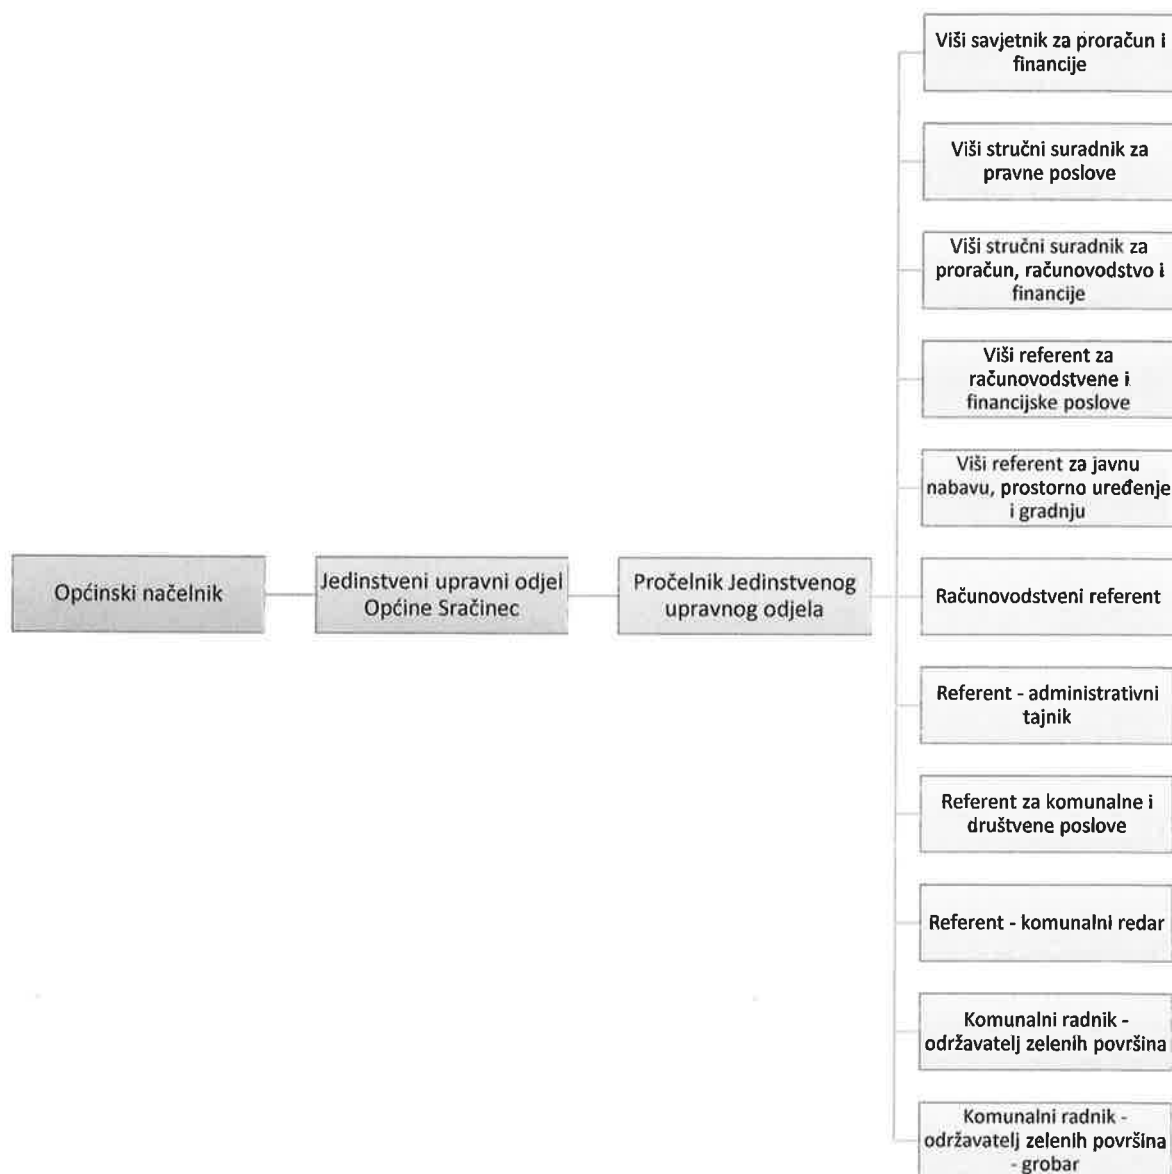 Općinski načelnik
Jedinstveni upravni odjel
Općine Sračinec
Pročelnik Jedinstvenog
upravnog odjela
Viši savjetnik za proračun i
financije
Viši stručni suradnik za
pravne poslove
Viši stručni suradnik za
proračun, računovodstvo i
financije
Viši referent za
računovodstvene i
financijske poslove
Viši referent za javnu
nabavu, prostorno uređenje
i gradnju
Računovodstveni referent
Referent - administrativni
tajnik
Referent za komunalne i
društvene poslove
Referent - komunalni redar
Komunalni radnik -
održavatelj zelenih površina
Komunalni radnik -
održavatelj zelenih površina
- grobar